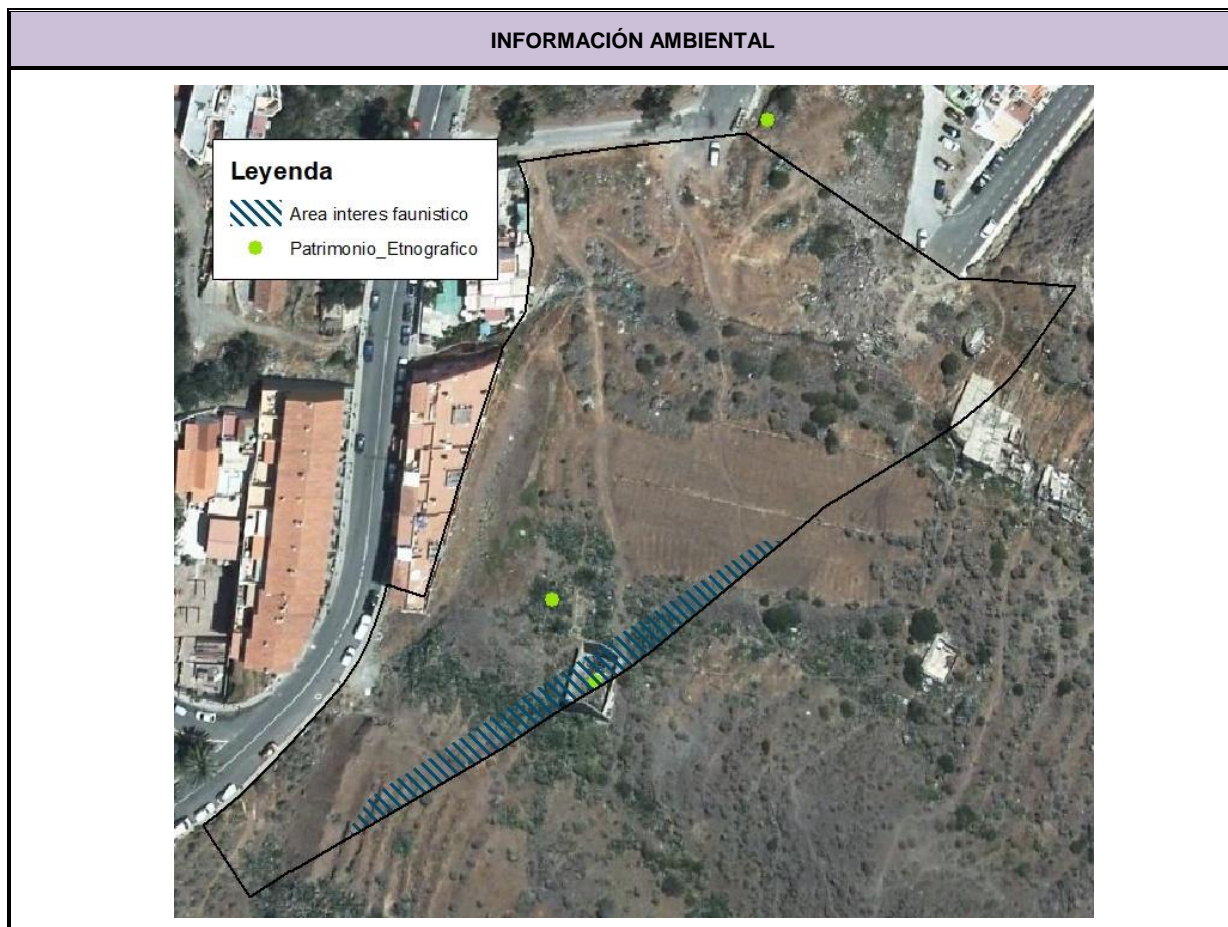 INFORMACIÓN AMBIENTAL
Leyenda
Area interes faunistico
Patrimonio_Etnografico